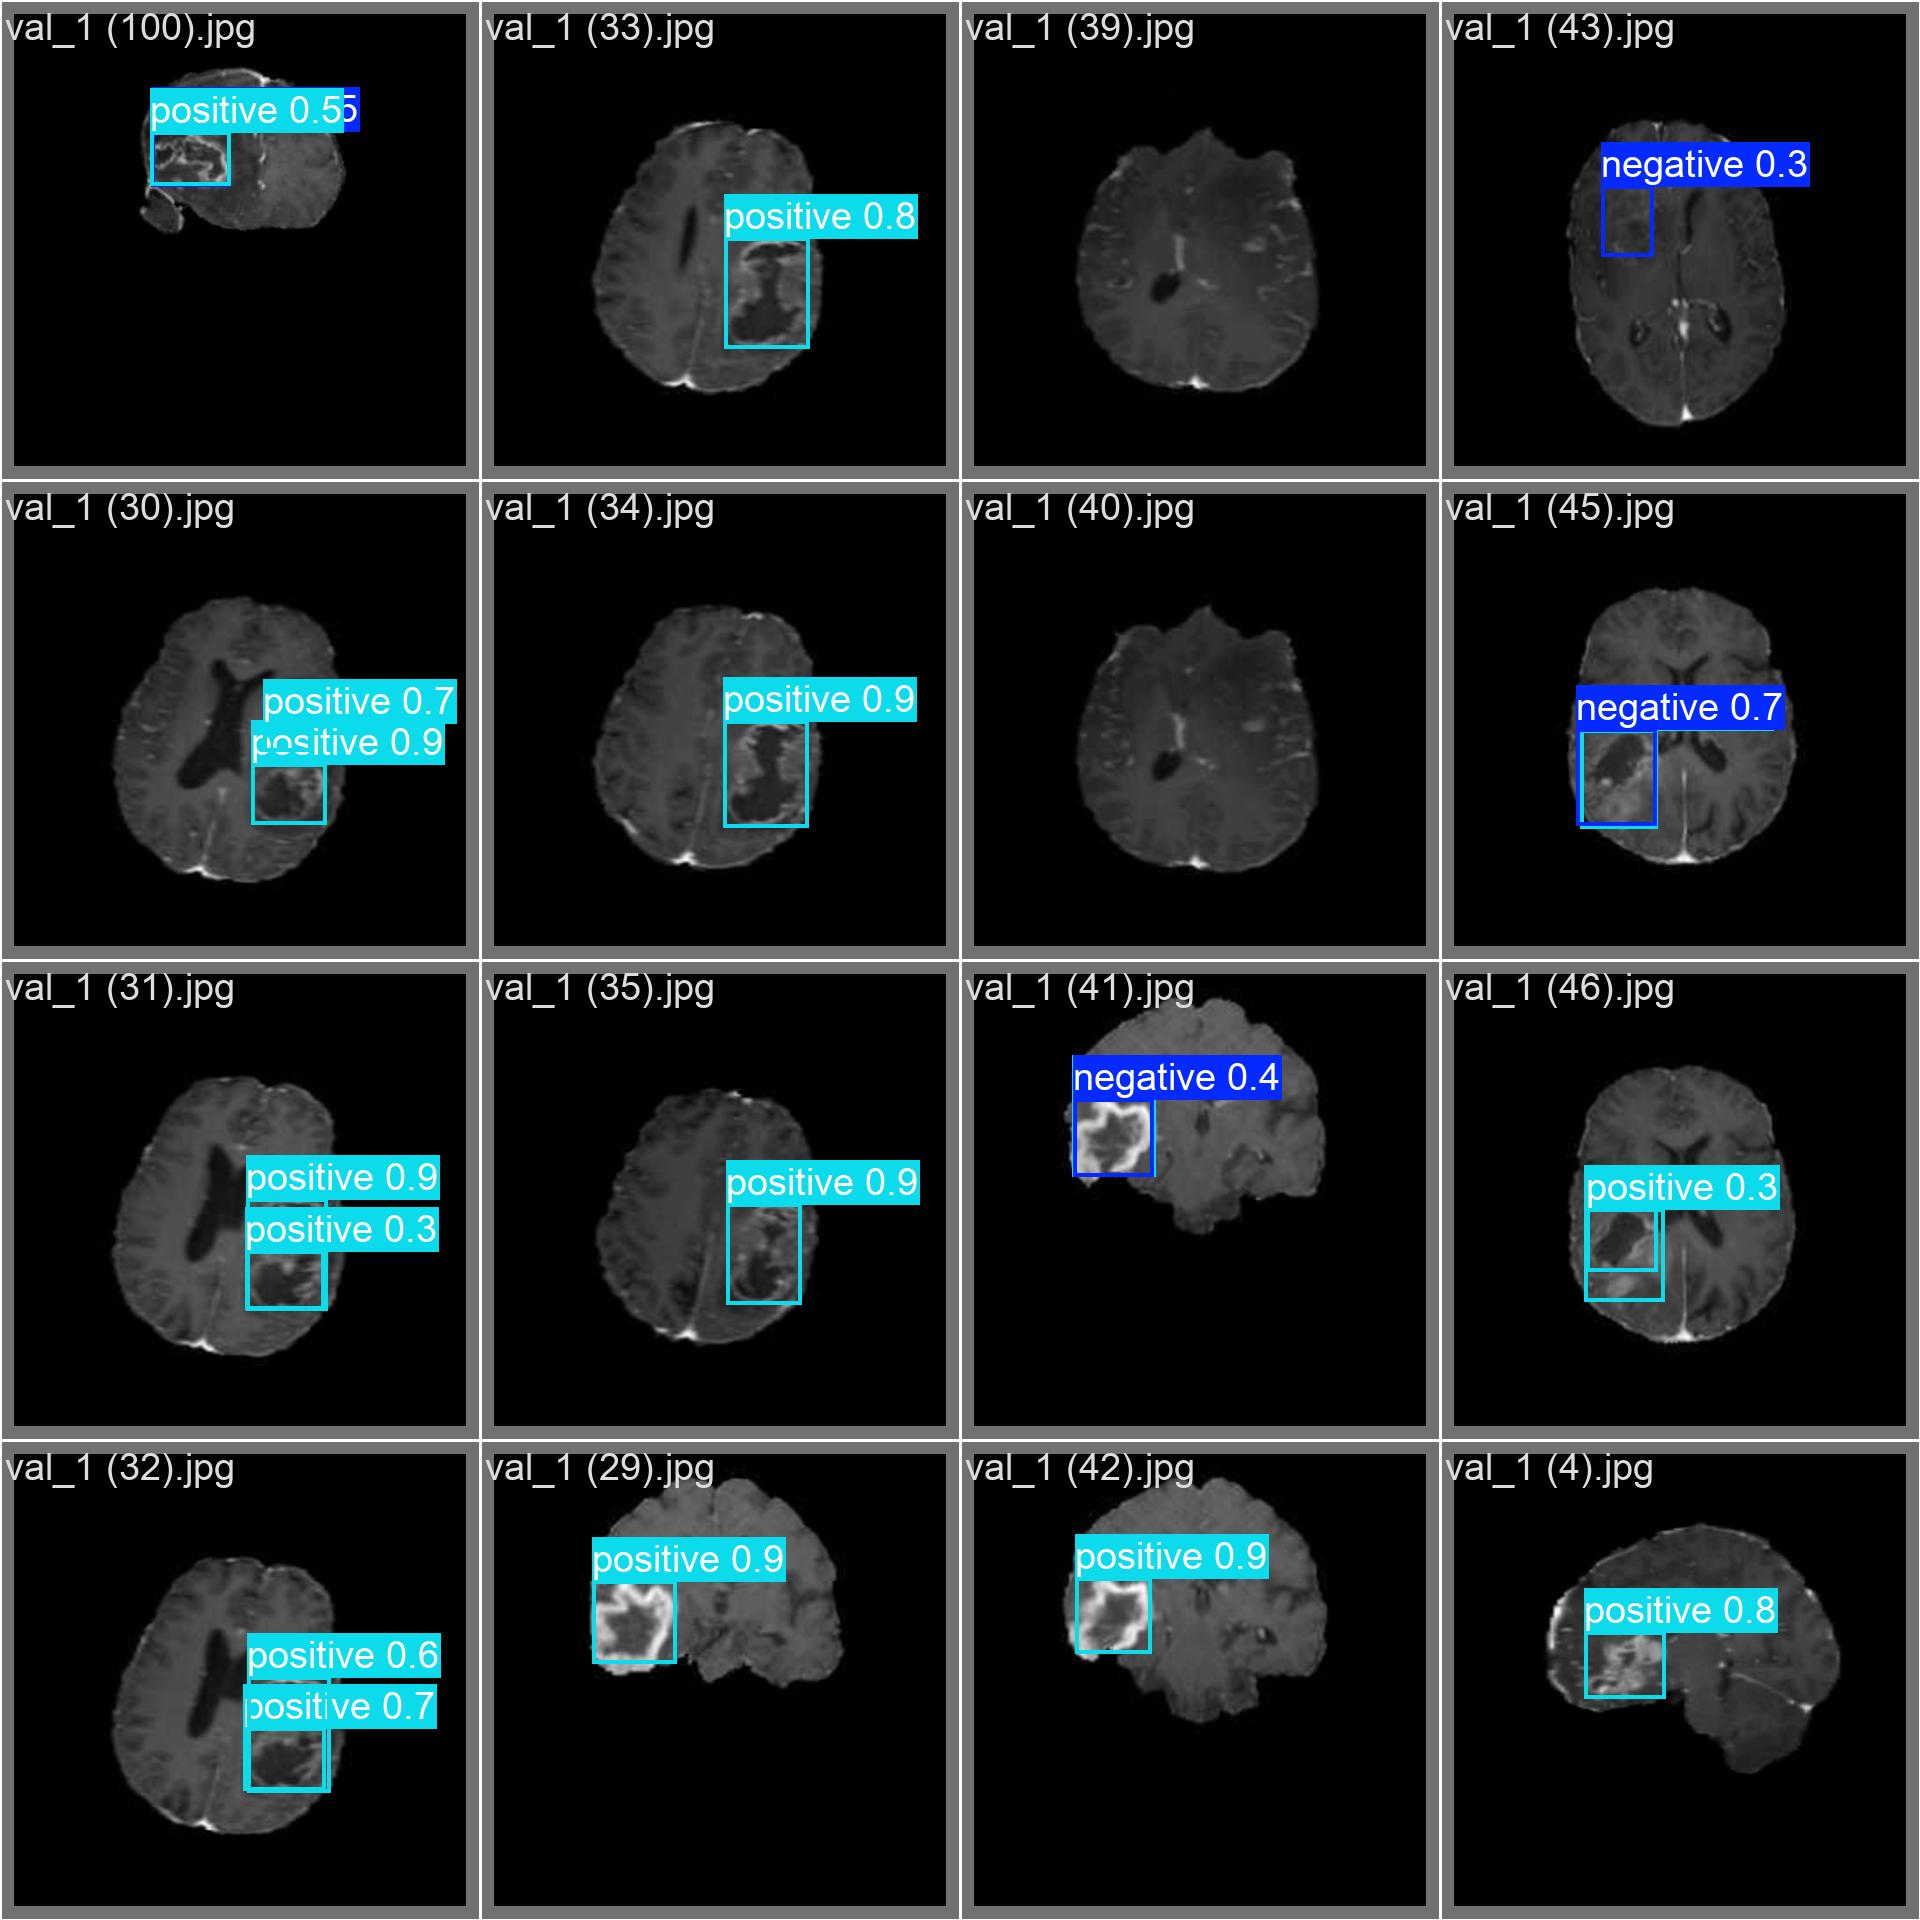 val_1 (100).jpg
positive 0.5
5
val_1 (33).jpg
positive 0.8
val_1 (39).jpg
val_1 (43).jpg
negative 0.3
val_1 (30).jpg
positive 0.7
positive 0.9
val_1 (34).jpg
positive 0.9
val_1 (40).jpg
val_1 (45).jpg
negative 0.7
val_1 (31).jpg
positive 0.9
positive 0.3
val_1 (35).jpg
positive 0.9
val_1 (41).jpg
negative 0.4
val_1 (46).jpg
positive 0.3
val_1 (32).jpg
positive 0.6
positive 0.7
val_1 (29).jpg
positive 0.9
val_1 (42).jpg
positive 0.9
val_1 (4).jpg
positive 0.8